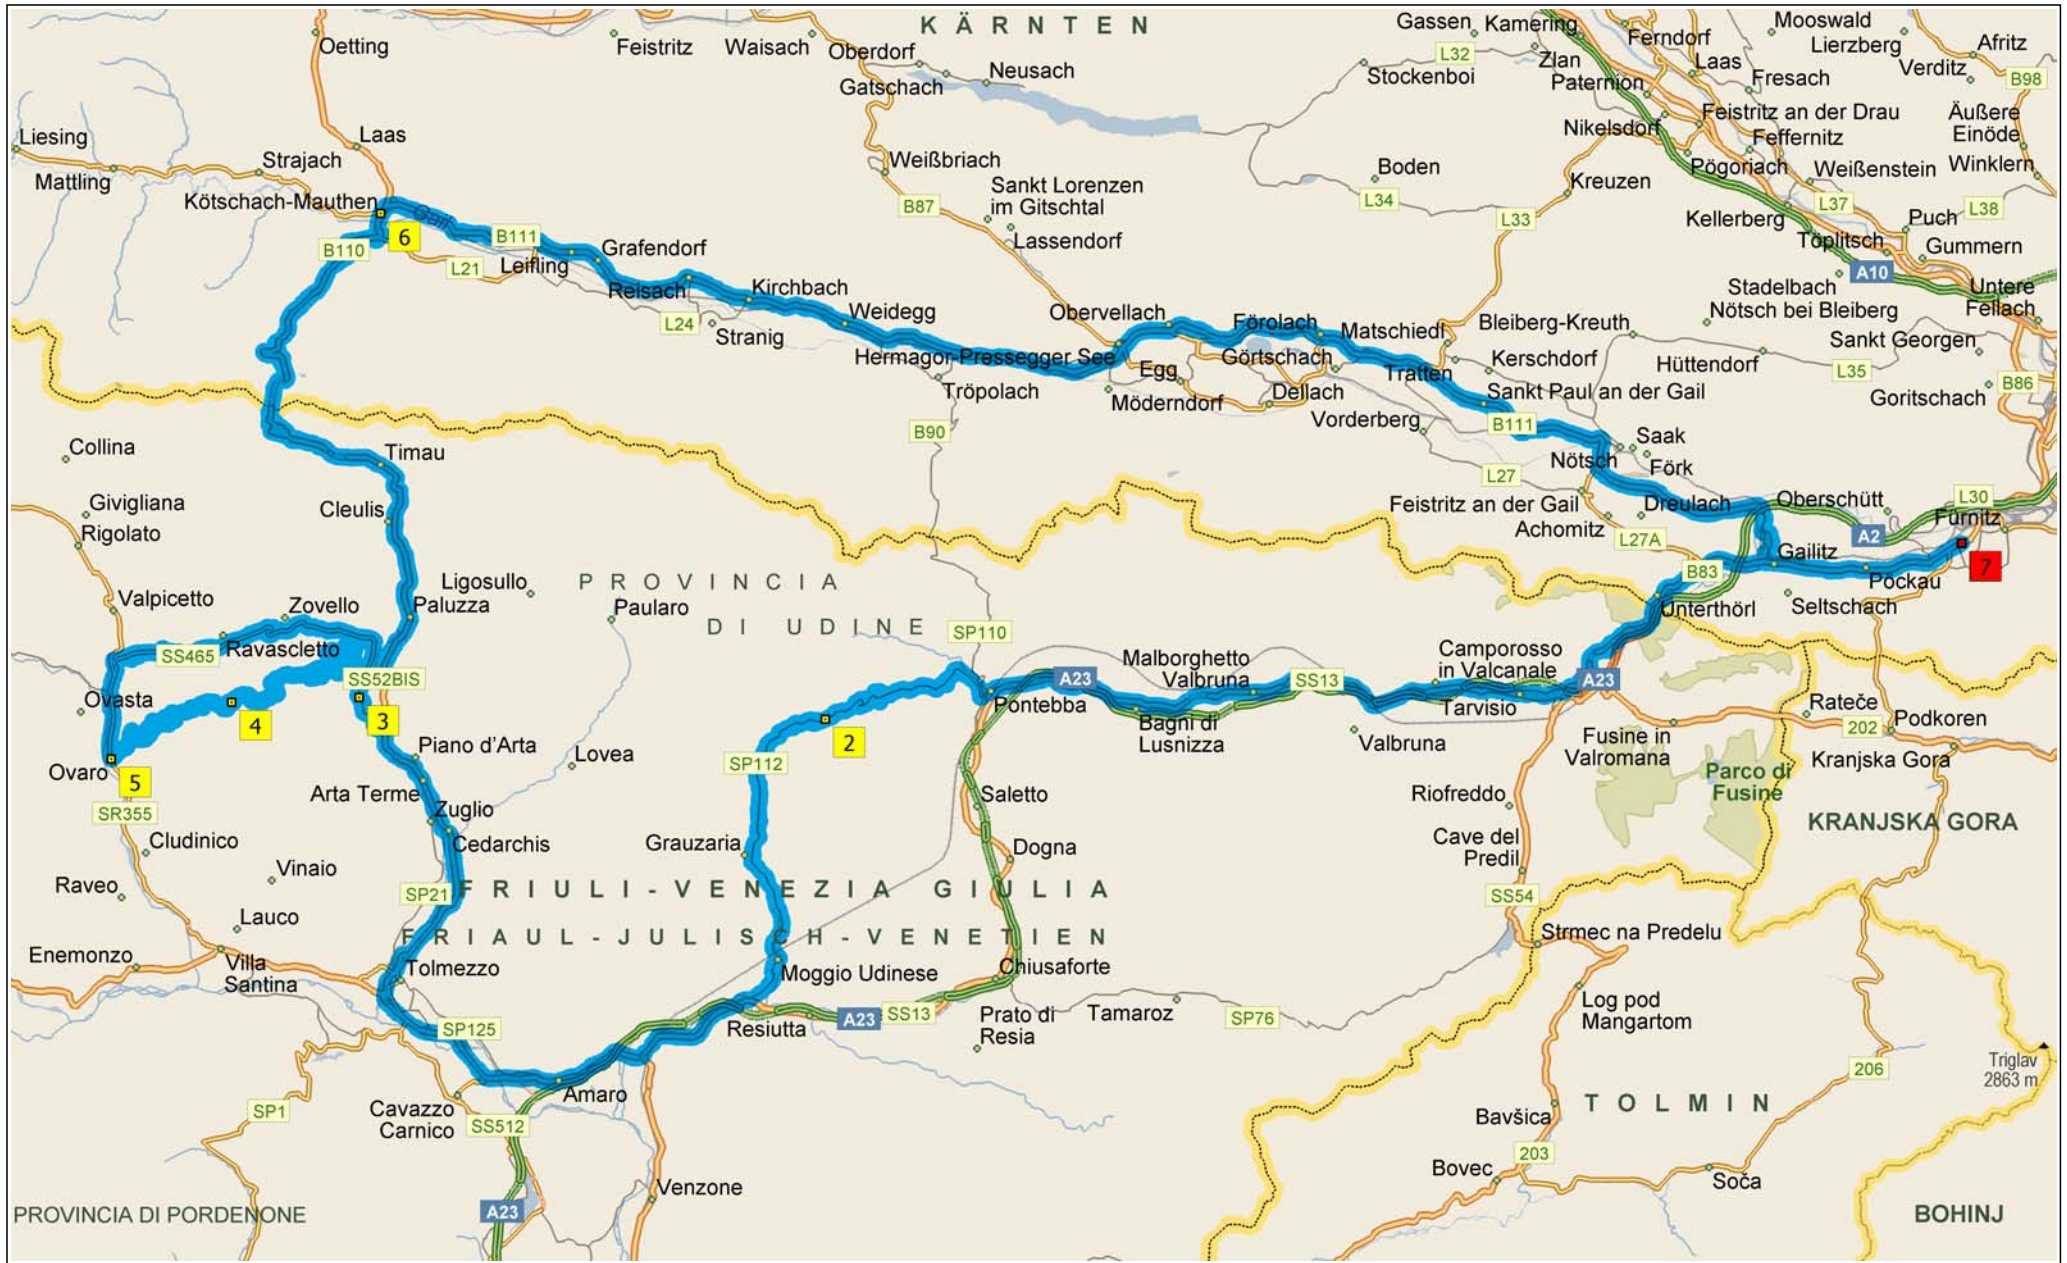 KÄRNTEN
Gassen
Kamering
Mooswald
Lierzberg
Ferndorf
Afritz
Oetting
Feistritz
Waisach
Oberdorf
L32
Zlan
Laas
Verditz
B98
Neusach
Stockenboi
Paternion
Fresach
Gatschach
Feistritz an der Drau
Äußere
Einöde
Liesing
Laas
Nikelsdorf
Feffernitz
Strajach
Weißbriach
Boden
Pögoriach
Weißenstein
Winklern
Mattling
Kötschach-Mauthen
Sankt Lorenzen
im Gitschtal
Kreuzen
B87
L34
L33
Kellerberg
L37
L38
Puch
Gail
6
B110
B111
Grafendorf
Lassendorf
Töplitsch
Gummern
L21
Leifling
A10
Reisach
Kirchbach
Stadelbach
Untere
Fellach
L24
Stranig
Weidegg
Obervellach
Förolach
Matschiedl
Bleiberg-Kreuth
Nötsch bei Bleiberg
Sankt Georgen
Hermagor-Pressegger See
Görtschach
Kerschdorf
Hüttendorf
L35
Tröpolach
Egg
Tratten
B86
Möderndorf
Dellach
Sankt Paul an der Gail
Goritschach
Vorderberg
B90
B111
Saak
Collina
Timau
Nötsch
Förk
L27
Givigliana
Cleulis
Feistritz an der Gail
Dreulach
Oberschütt
L30
Fürnitz
Rigolato
Achomitz
A2
L27A
Gailitz
7
Ligosullo
PROVINCIA
B83
Pöckau
Valpicetto
Zovello
Paluzza
Paularo
Unterthörl
Seltschach
DI UDINE
SP110
SS465
Ravascletto
Camporosso
in Valcanale
SS52BIS
Malborghetto
Valbruna
A23
SS13
A23
Ovasta
4
3
Pontebba
Bagni di
Lusnizza
Tarvisio
Rateče
202
Podkoren
2
Valbruna
Fusine in
Valromana
Kranjska Gora
Piano d'Arta
Lovea
SP112
Ovaro
5
Parco di
Fusine
Arta Terme
Zuglio
Saletto
Riofreddo
SR355
KRANJSKA GORA
Cludinico
Cedarchis
Grauzaria
Dogna
Cave del
Predil
Vinaio
Raveo
SP21
FRIULI-VENEZIA GIULIA
SS54
Lauco
FRIAUL-JULISCH-VENETIEN
Strmec na Predelu
Enemonzo
Villa
Santina
Tolmezzo
Moggio Udinese
Chiusaforte
Log pod
Mangartom
SP125
Resiutta
A23
SS13
Prato di
Resia
Tamaroz
SP76
Triglav
2863 m
206
Amaro
SP1
Cavazzo
Carnico
SS512
Bavšica
TOLMIN
203
Bovec
Soča
Venzone
A23
PROVINCIA DI PORDENONE
BOHINJ